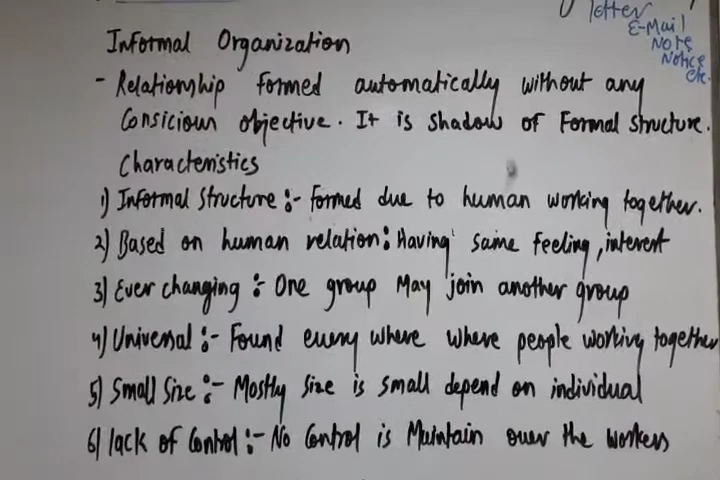 letter
E-Mail
Note
Notice
etc.
Informal Organization
- Relationship formed automatically without any
Consicious objective. It is shadow of Formal structure.
Characteristics
1) Informal Structure :- formed due to human working together.
2) Based on human relation : Having same feeling, interest
3) Ever changing :- One group May join another group
4) Universal :- Found every where where people working together
5) Small Size :- Mostly size is small depend on individual
6) lack of Control :- No Control is Maintain over the workers